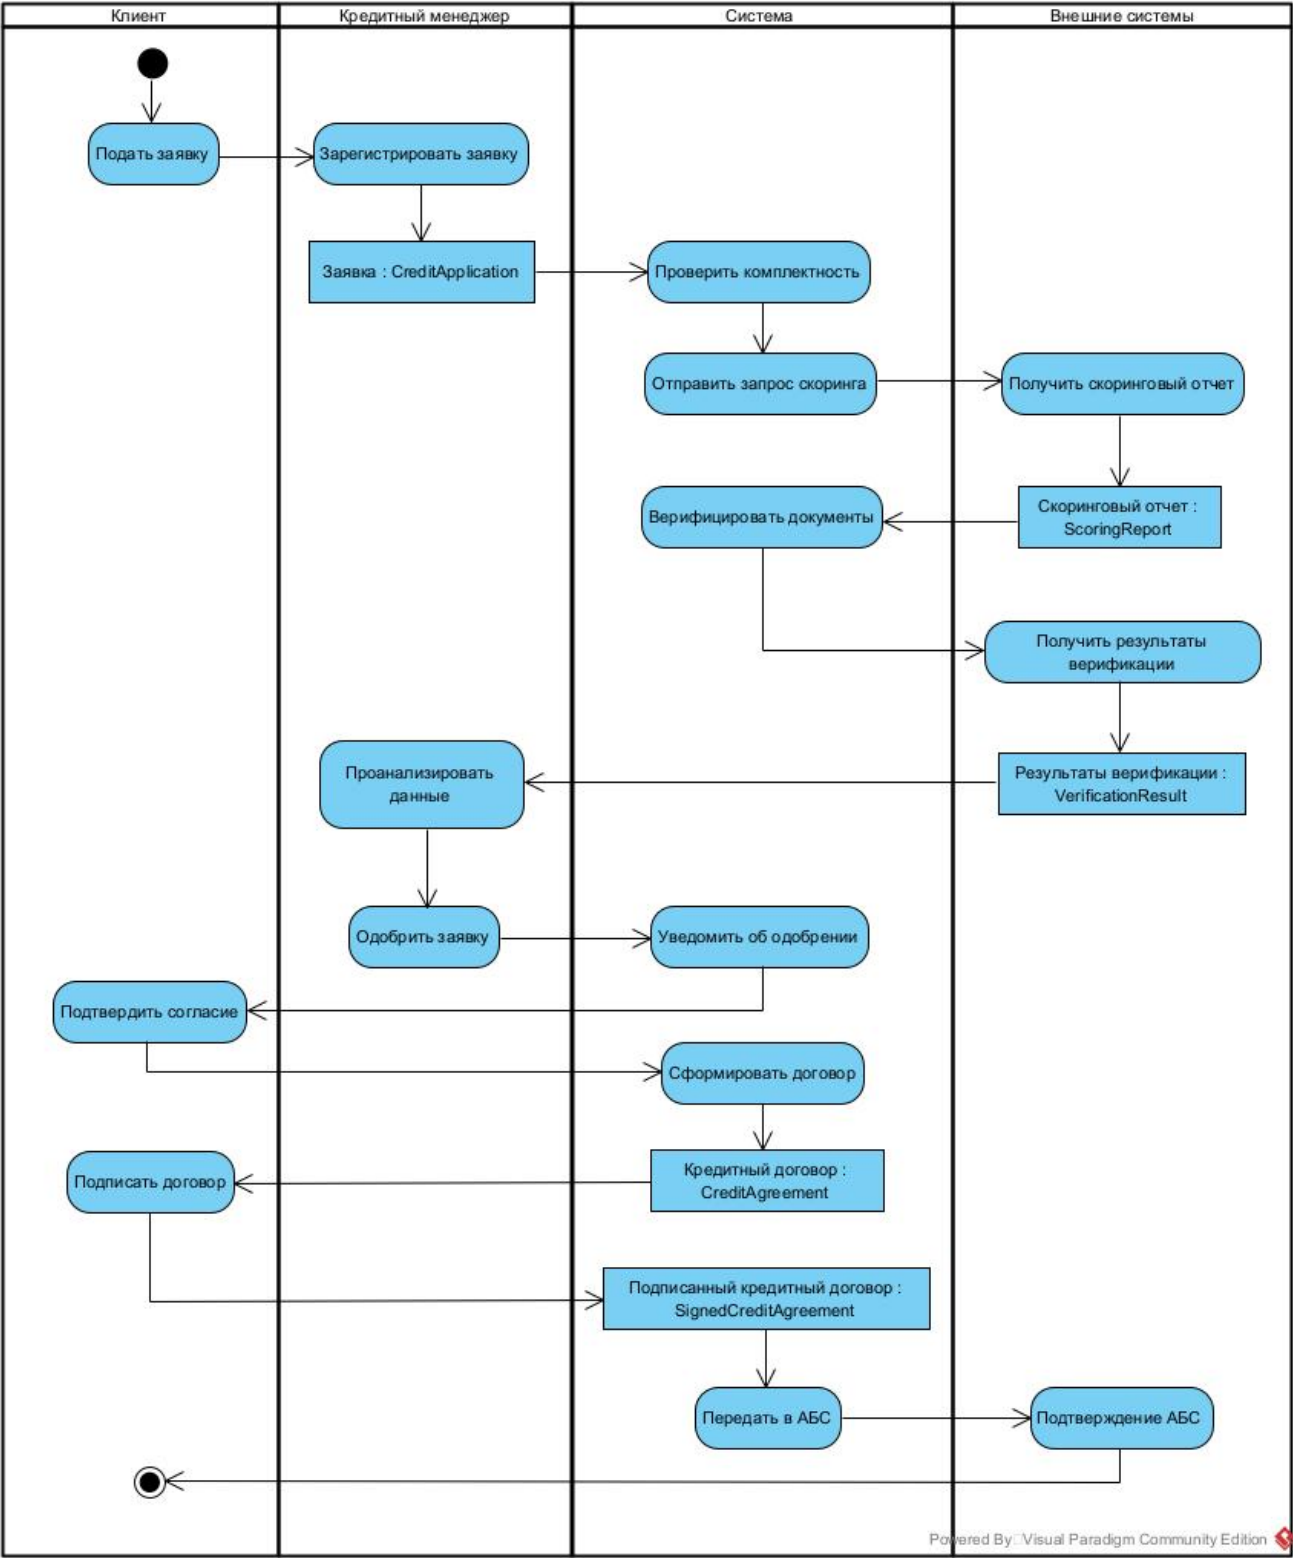 Клиент
Кредитный менеджер
Система
Внешние системы
Подать заявку
Зарегистрировать заявку
Заявка : CreditApplication
Проверить комплектность
Отправить запрос скоринга
Получить скоринговый отчет
Верифицировать документы
Скоринговый отчет :
ScoringReport
Получить результаты
верификации
Проанализировать
данные
Результаты верификации :
VerificationResult
Одобрить заявку
Уведомить об одобрении
Подтвердить согласие
Сформировать договор
Подписать договор
Кредитный договор :
CreditAgreement
Подписанный кредитный договор :
SignedCreditAgreement
Передать в АБС
Подтверждение АБС
Powered By Visual Paradigm Community Edition